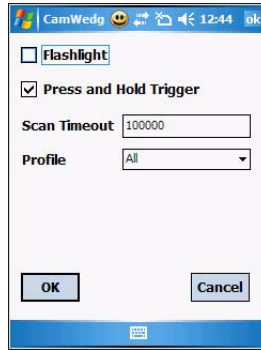 CamWedg 12:44 ok
Flashlight
Press and Hold Trigger
Scan Timeout 100000
Profile All
OK Cancel